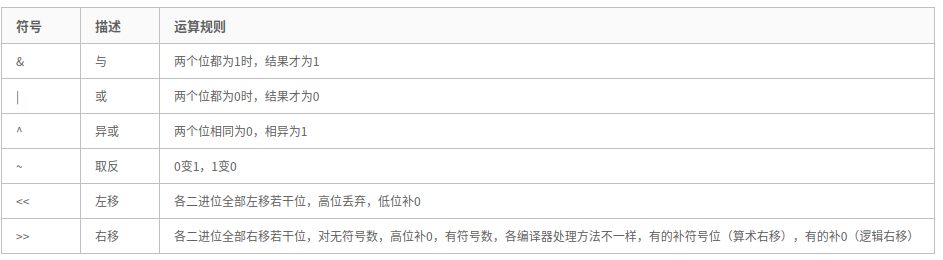 符号 描述 运算规则
& 与 两个位都为1时，结果才为1
| 或 两个位都为0时，结果才为0
^ 异或 两个位相同为0，相异为1
~ 取反 0变1，1变0
<< 左移 各二进位全部左移若干位，高位丢弃，低位补0
>> 右移 各二进位全部右移若干位，对无符号数，高位补0，有符号数，各编译器处理方法不一样，有的补符号位（算术右移），有的补0（逻辑右移）